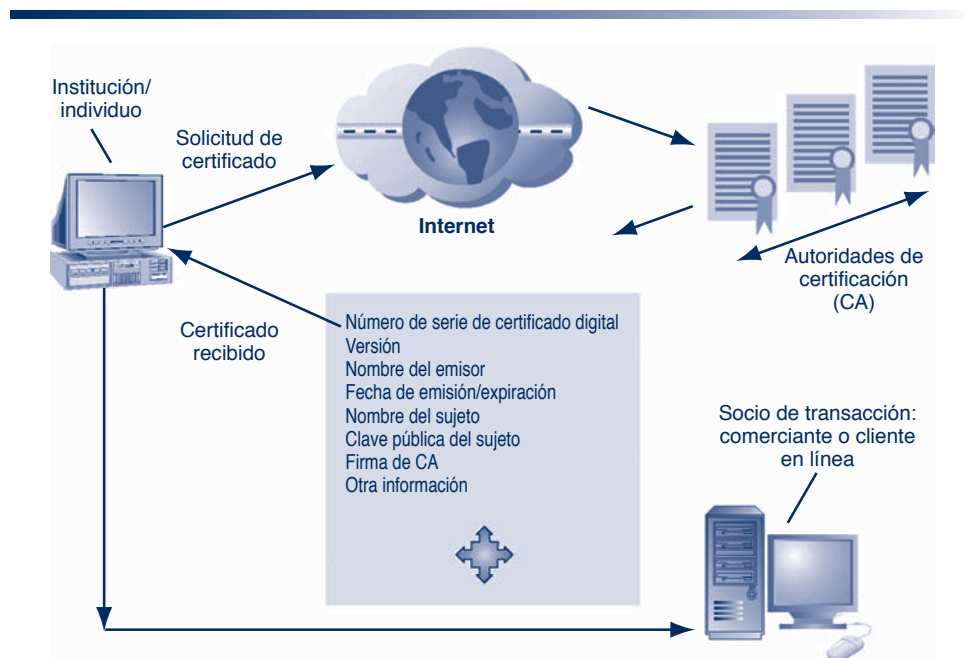 Institución/
individuo
Solicitud de
certificado
Internet
Autoridades de
certificación
(CA)
Certificado
recibido
Número de serie de certificado digital
Versión
Nombre del emisor
Fecha de emisión/expiración
Nombre del sujeto
Clave pública del sujeto
Firma de CA
Otra información
Socio de transacción:
comerciante o cliente
en línea